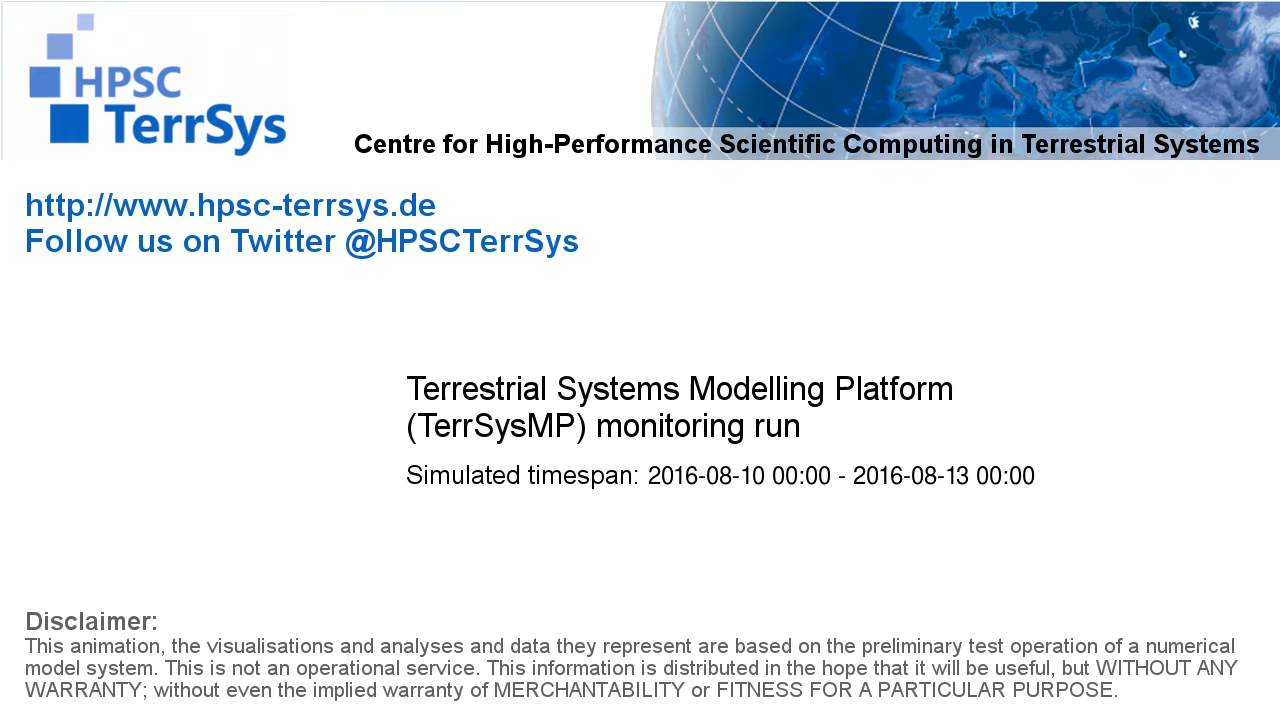 HPSC
TerrSys
Centre for High-Performance Scientific Computing in Terrestrial Systems
http://www.hpsc-terrsys.de
Follow us on Twitter @HPSCTerrSys
Terrestrial Systems Modelling Platform
(TerrSysMP) monitoring run
Simulated timespan: 2016-08-10 00:00 - 2016-08-13 00:00
Disclaimer:
This animation, the visualisations and analyses and data they represent are based on the preliminary test operation of a numerical
model system. This is not an operational service. This information is distributed in the hope that it will be useful, but WITHOUT ANY
WARRANTY; without even the implied warranty of MERCHANTABILITY or FITNESS FOR A PARTICULAR PURPOSE.